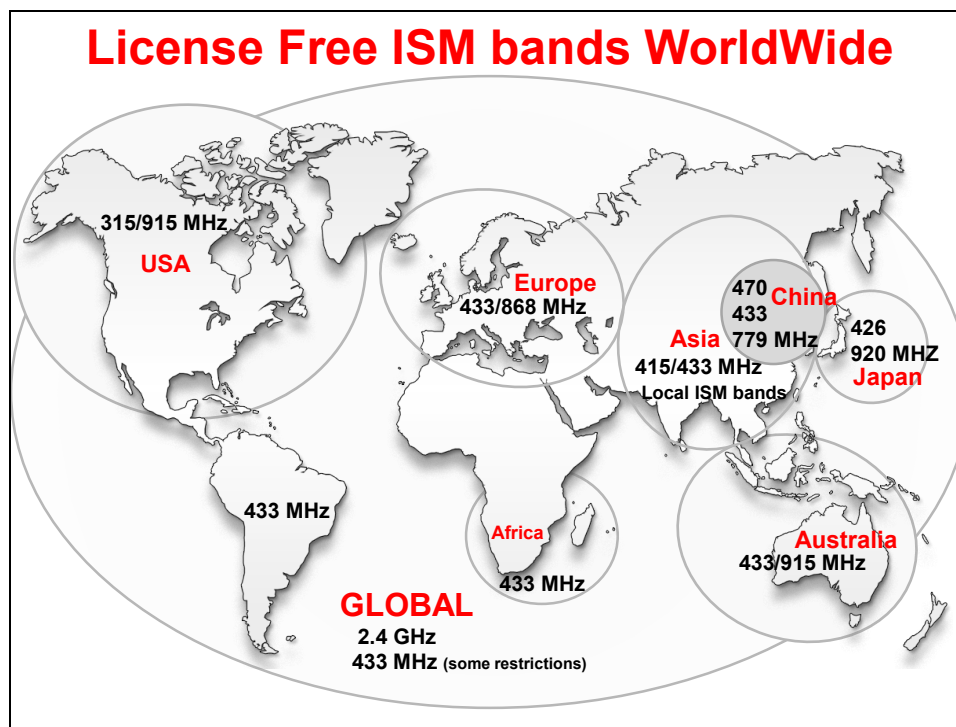 License Free ISM bands WorldWide
315/915 MHz
USA
Europe
433/868 MHz
470
China
433
779 MHz
Asia
415/433 MHz
Local ISM bands
426
920 MHZ
Japan
433 MHz
Africa
433 MHz
Australia
433/915 MHz
GLOBAL
2.4 GHz
433 MHz (some restrictions)